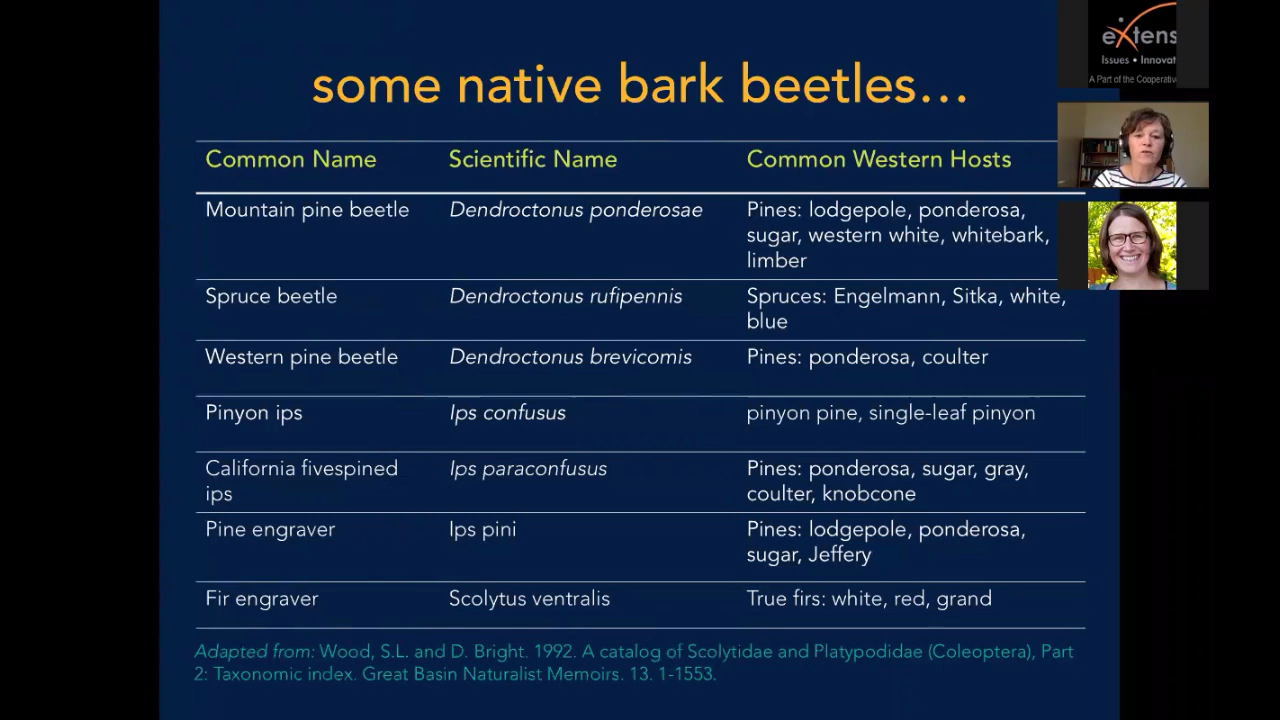 some native bark beetles...
Common Name Scientific Name Common Western Hosts
Mountain pine beetle Dendroctonus ponderosae Pines: lodgepole, ponderosa,
sugar, western white, whitebark,
limber
Spruce beetle Dendroctonus rufipennis Spruces: Engelmann, Sitka, white,
blue
Western pine beetle Dendroctonus brevicomis Pines: ponderosa, coulter
Pinyon ips Ips confusus pinyon pine, single-leaf pinyon
California fivespined Ips paraconfusus Pines: ponderosa, sugar, gray,
ips coulter, knobcone
Pine engraver Ips pini Pines: lodgepole, ponderosa,
sugar, Jeffery
Fir engraver Scolytus ventralis True firs: white, red, grand
Adapted from: Wood, S.L. and D. Bright. 1992. A catalog of Scolytidae and Platypodidae (Coleoptera), Part
2: Taxonomic index. Great Basin Naturalist Memoirs. 13. 1-1553.
eXtens
Issues • Innovat
A Part of the Cooperativ